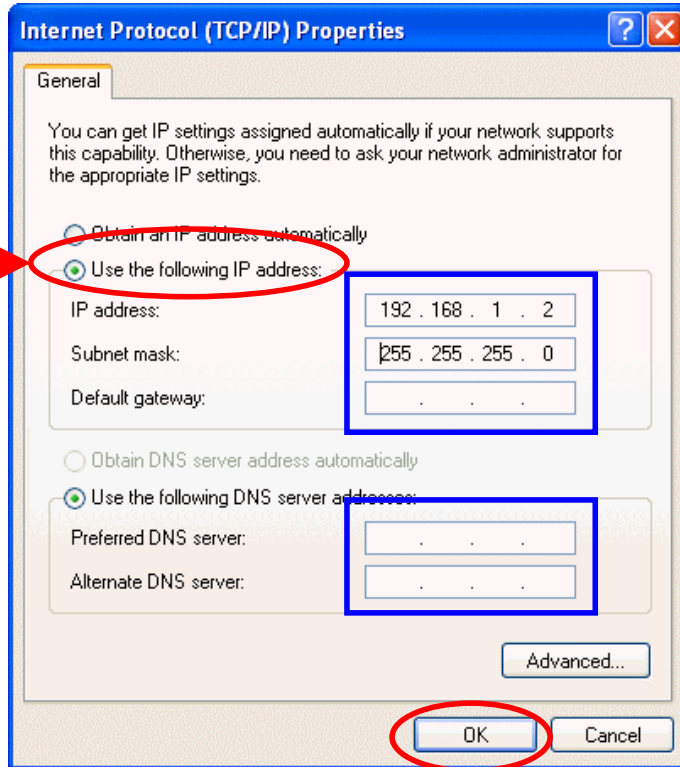 Internet Protocol (TCP/IP) Properties
General
You can get IP settings assigned automatically if your network supports
this capability. Otherwise, you need to ask your network administrator for
the appropriate IP settings.
Obtain an IP address automatically
Use the following IP address:
IP address: 192 . 168 . 1 . 2
Subnet mask: 255 . 255 . 255 . 0
Default gateway: . . .
Obtain DNS server address automatically
Use the following DNS server addresses:
Preferred DNS server: . . .
Alternate DNS server: . . .
Advanced...
OK Cancel